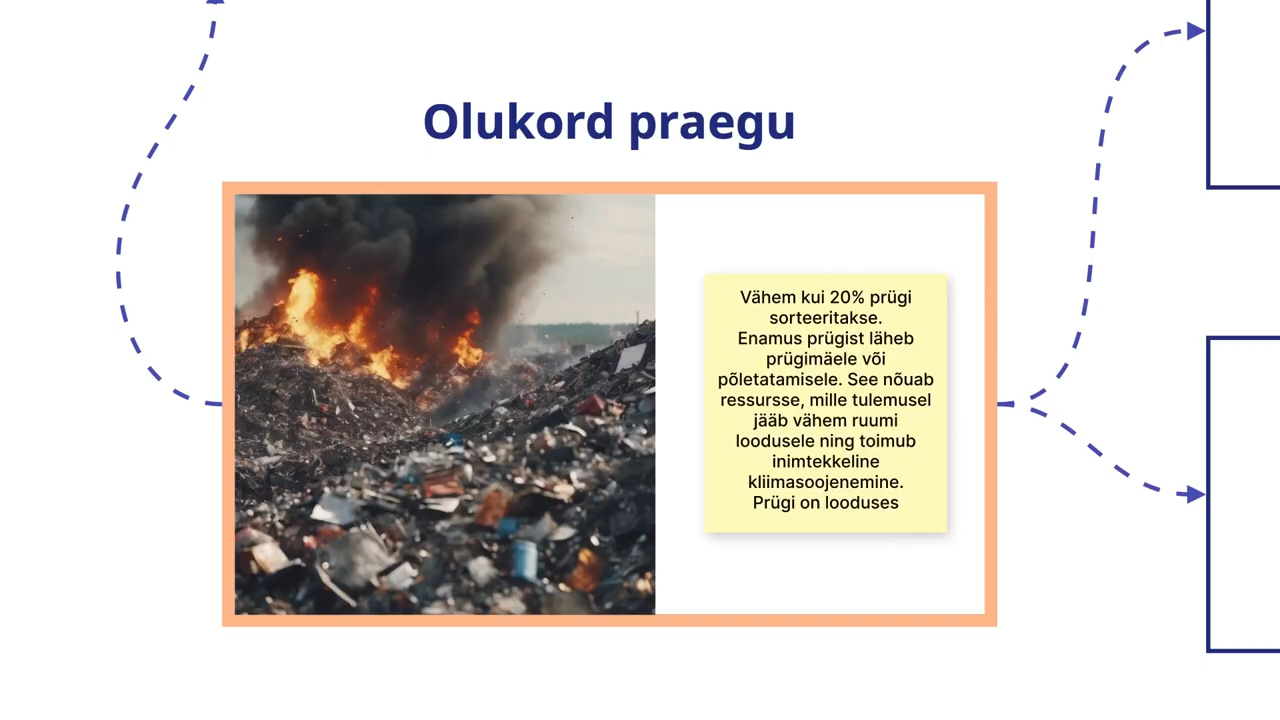 Olukord praegu
Vähem kui 20% prügi
sorteeritakse.
Enamus prügist läheb
prügimäele või
põletatamisele. See nõuab
ressursse, mille tulemusel
jääb vähem ruumi
loodusele ning toimub
inimtekkeline
kliimasoojenemine.
Prügi on looduses